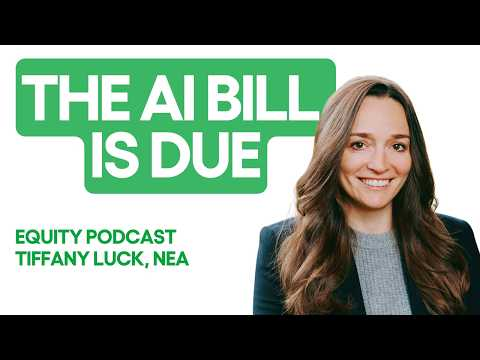 THE AI BILL
IS DUE
EQUITY PODCAST
TIFFANY LUCK, NEA